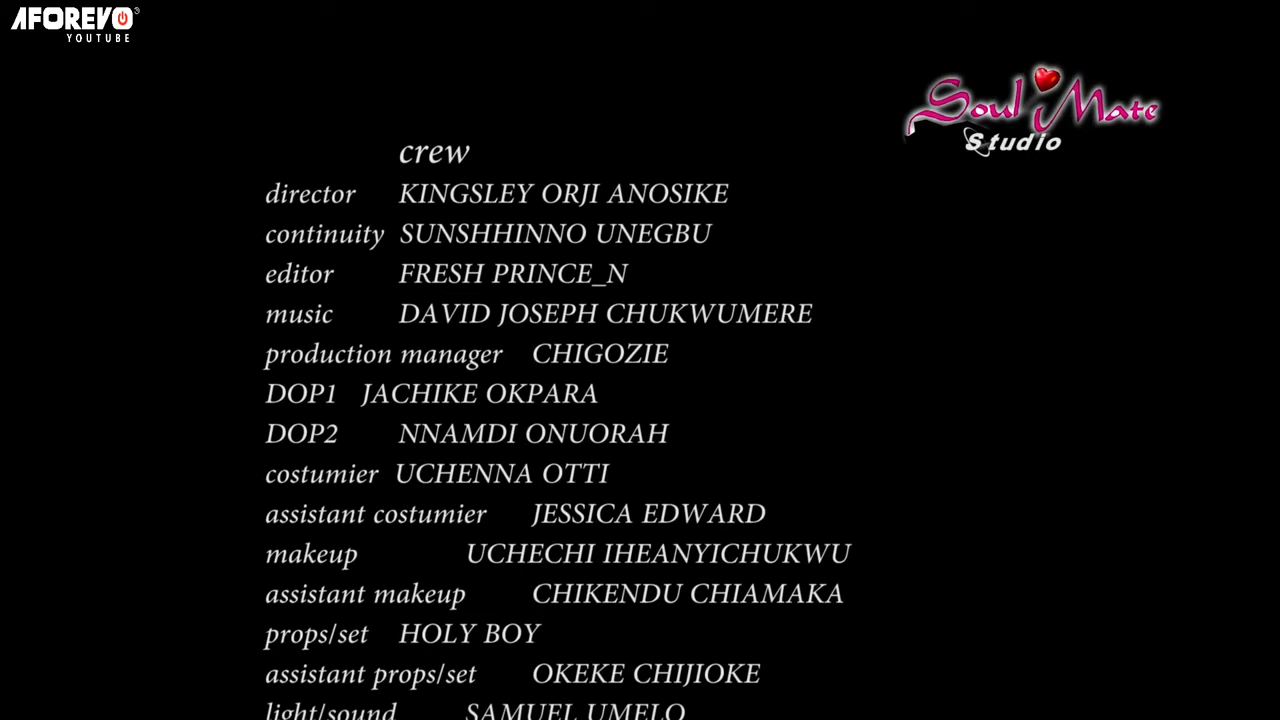 AFOREVO
YOUTUBE
Soul Mate
Studio
crew
director KINGSLEY ORJI ANOSIKE
continuity SUNSHHINNO UNEGBU
editor FRESH PRINCE_N
music DAVID JOSEPH CHUKWUMERE
production manager CHIGOZIE
DOP1 JACHIKE OKPARA
DOP2 NNAMDI ONUORAH
costumier UCHENNA OTTI
assistant costumier JESSICA EDWARD
makeup UCHECHI IHEANYICHUKWU
assistant makeup CHIKENDU CHIAMAKA
props/set HOLY BOY
assistant props/set OKEKE CHIJIOKE
light/sound SAMUEL UMELO